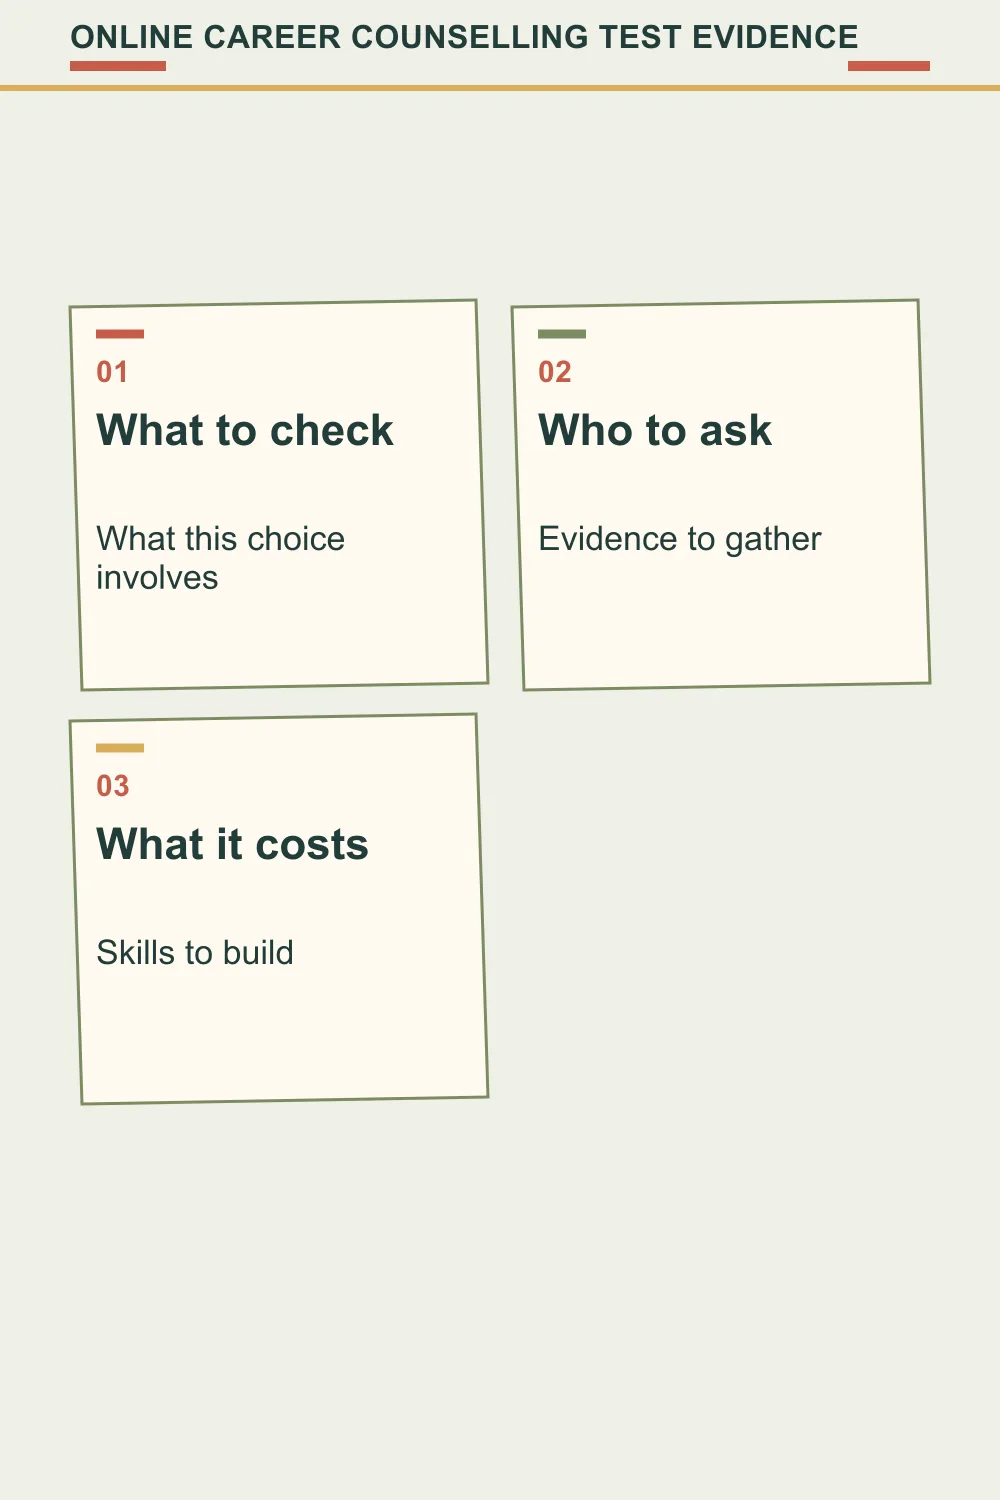 ONLINE CAREER COUNSELLING TEST EVIDENCE
01
What to check
What this choice
involves
02
Who to ask
Evidence to gather
03
What it costs
Skills to build